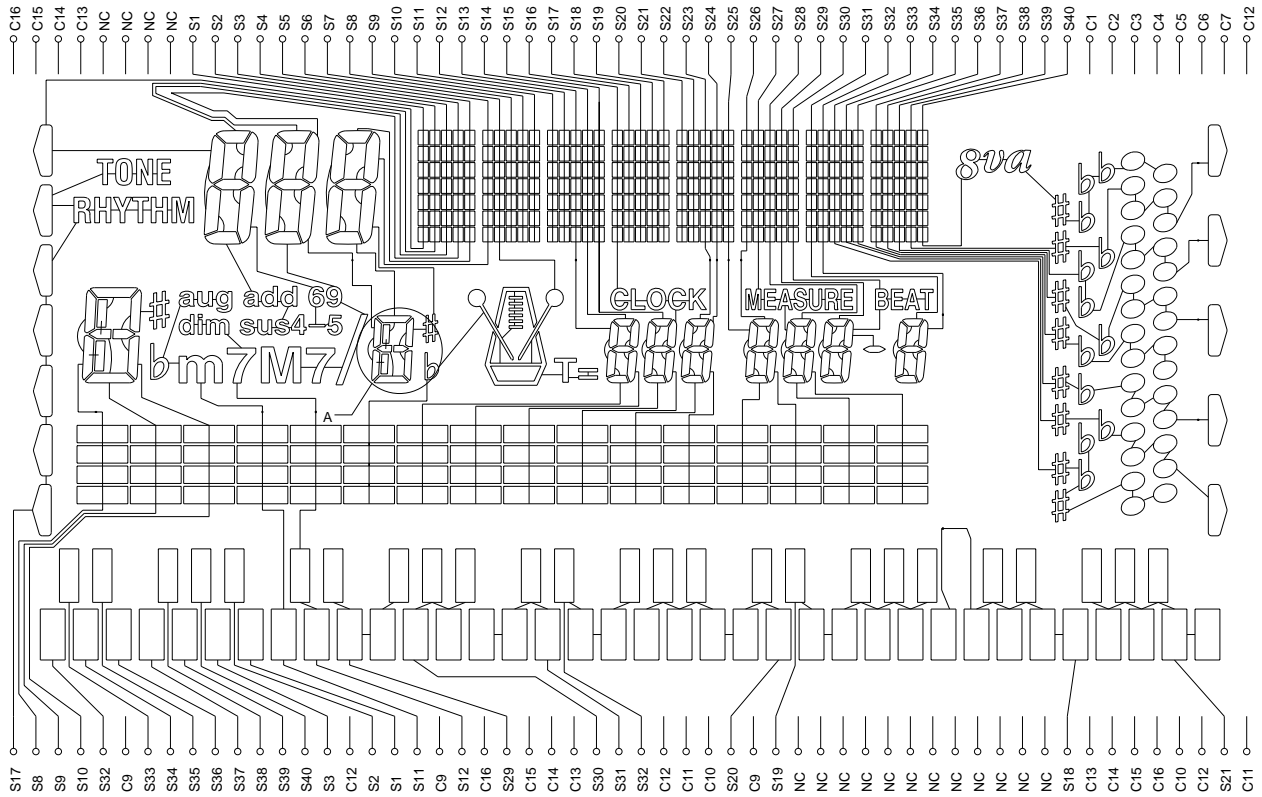 C16 C15 C14 C13 NC NC NC NC S1 S2 S3 S4 S5 S6 S7 S8 S9 S10 S11 S12 S13 S14 S15 S16 S17 S18 S19 S20 S21 S22 S23 S24 S25 S26 S27 S28 S29 S30 S31 S32 S33 S34 S35 S36 S37 S38 S39 S40 C1 C2 C3 C4 C5 C6 C7 C12
8va
TONE
RHYTHM
# aug add 69
dim sus4-5
♭m7M7/
# ♭
T=
CLOCK MEASURE BEAT
A
S17 S8 S9 S10 S32 C9 S33 S34 S35 S36 S37 S38 S39 S40 S3 C12 S2 S1 S11 C9 S12 C16 S29 C15 C14 C13 S30 S31 S32 C12 C11 C10 S20 C9 S19 NC NC NC NC NC NC NC NC NC NC NC NC S18 C13 C14 C15 C16 C10 C12 S21 C11